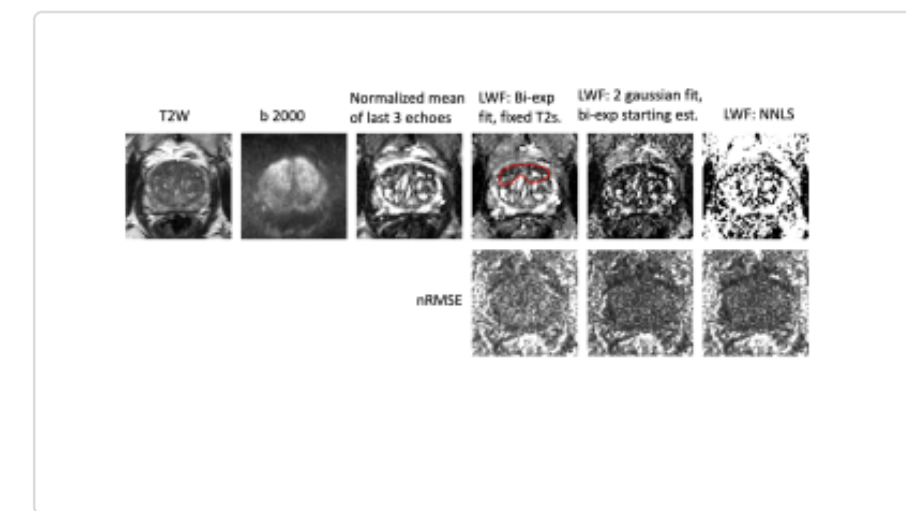 T2W
b 2000
Normalized mean
of last 3 echoes
LWF: Bi-exp
fit, fixed T2s.
LWF: 2 gaussian fit,
bi-exp starting est.
LWF: NNLS
nRMSE